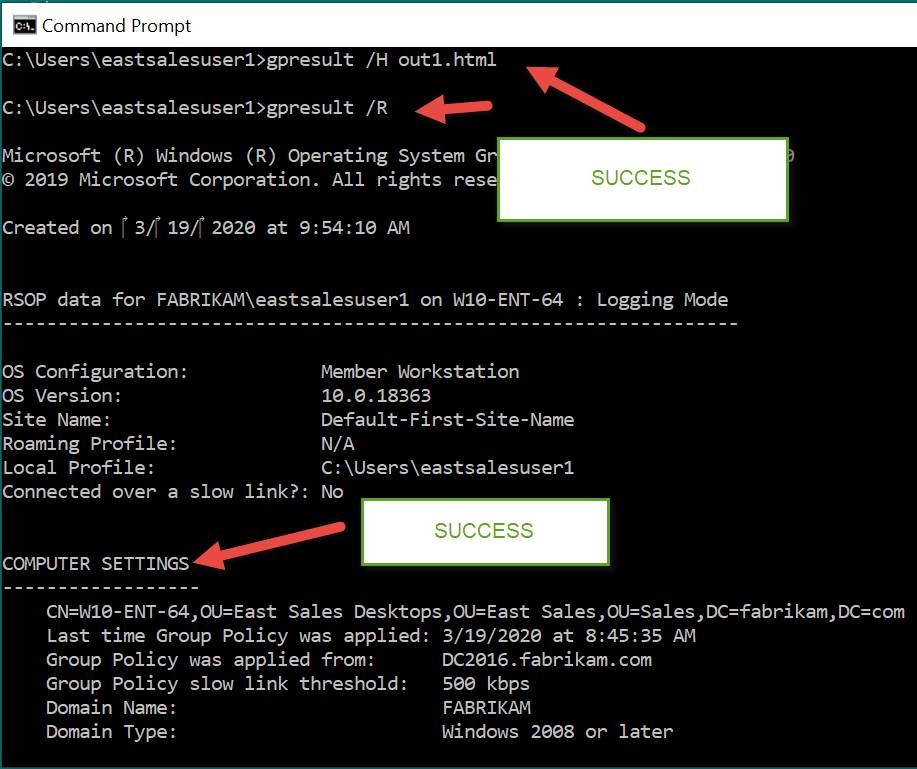 Command Prompt
C:\Users\eastsalesuser1>gpresult /H out1.html
C:\Users\eastsalesuser1>gpresult /R
Microsoft (R) Windows (R) Operating System Gr
SUCCESS
© 2019 Microsoft Corporation. All rights rese
Created on 3/ 19/ 2020 at 9:54:10 AM
RSOP data for FABRIKAM\eastsalesuser1 on W10-ENT-64 : Logging Mode
--------------------------------------------------------------------
OS Configuration: Member Workstation
OS Version: 10.0.18363
Site Name: Default-First-Site-Name
Roaming Profile: N/A
Local Profile: C:\Users\eastsalesuser1
Connected over a slow link?: No
SUCCESS
COMPUTER SETTINGS
------------------
CN=W10-ENT-64,OU=East Sales Desktops,OU=East Sales,OU=Sales,DC=fabrikam,DC=com
Last time Group Policy was applied: 3/19/2020 at 8:45:35 AM
Group Policy was applied from: DC2016.fabrikam.com
Group Policy slow link threshold: 500 kbps
Domain Name: FABRIKAM
Domain Type: Windows 2008 or later